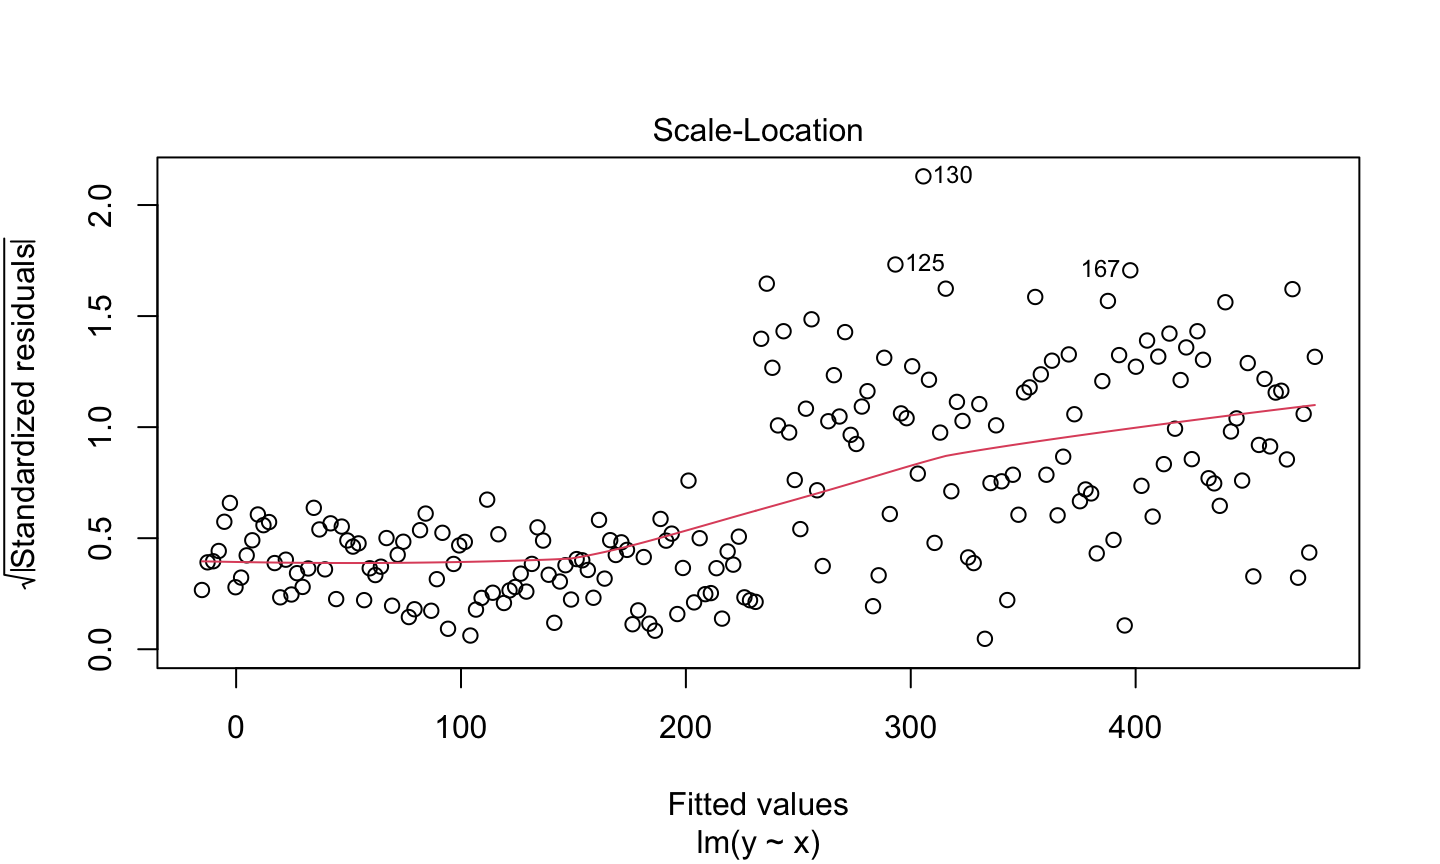 Scale-Location
√|Standardized residuals|
2.0
1.5
1.0
0.5
0.0
130
125
167
0 100 200 300 400
Fitted values
lm(y ~ x)